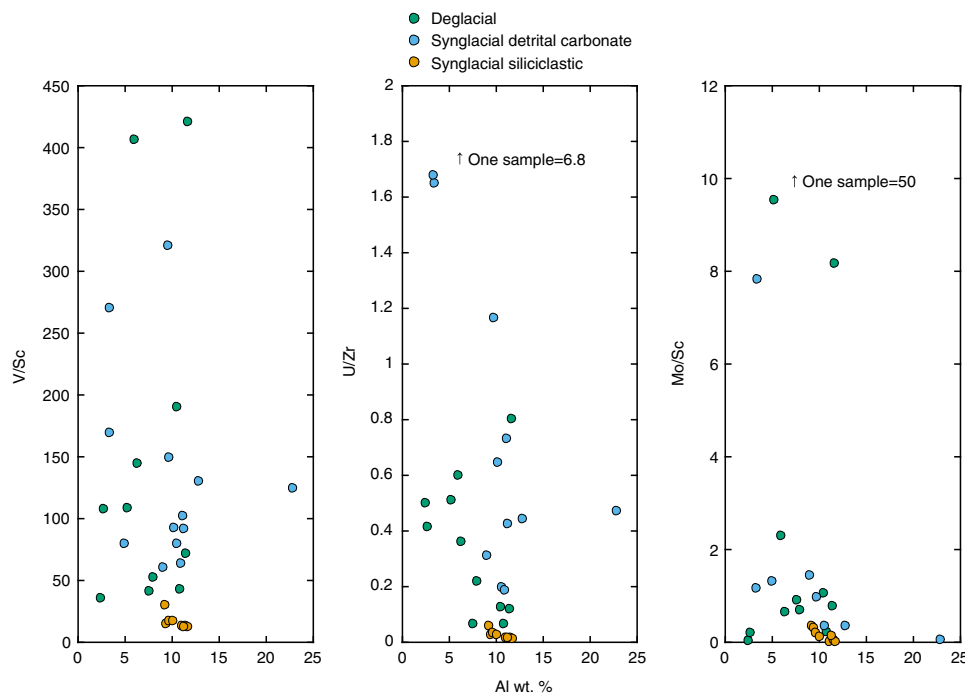 Deglacial
Synglacial detrital carbonate
Synglacial siliciclastic
450
400
350
300
250
200
150
100
50
0
V/Sc
0 5 10 15 20 25
2
1.8
1.6
1.4
1.2
1
0.8
0.6
0.4
0.2
0
U/Zr
↑ One sample=6.8
0 5 10 15 20 25
Al wt. %
12
10
8
6
4
2
0
Mo/Sc
↑ One sample=50
0 5 10 15 20 25